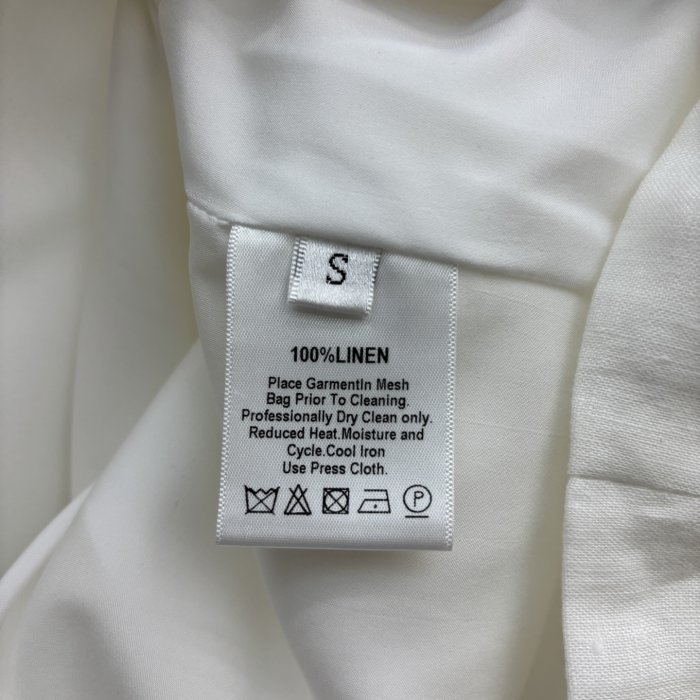 S
100%LINEN
Place GarmentIn Mesh
Bag Prior To Cleaning.
Professionally Dry Clean only.
Reduced Heat.Moisture and
Cycle.Cool Iron
Use Press Cloth.
P